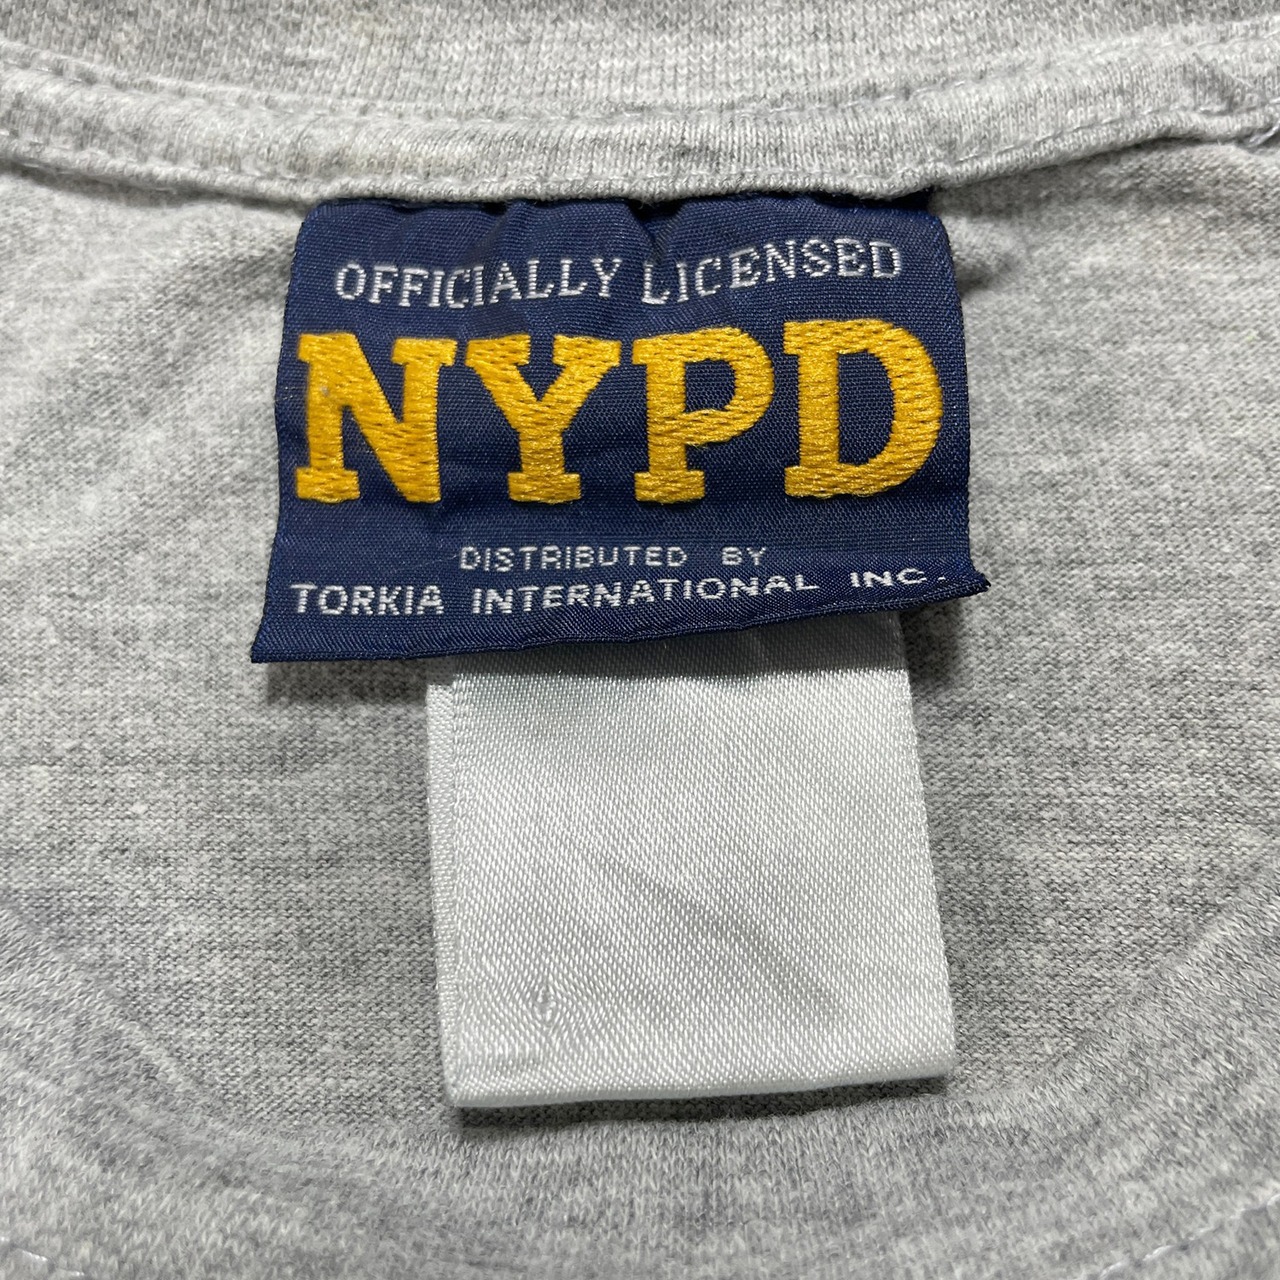 OFFICIALLY LICENSED
NYPD
DISTRIBUTED BY
TORKIA INTERNATIONAL INC.